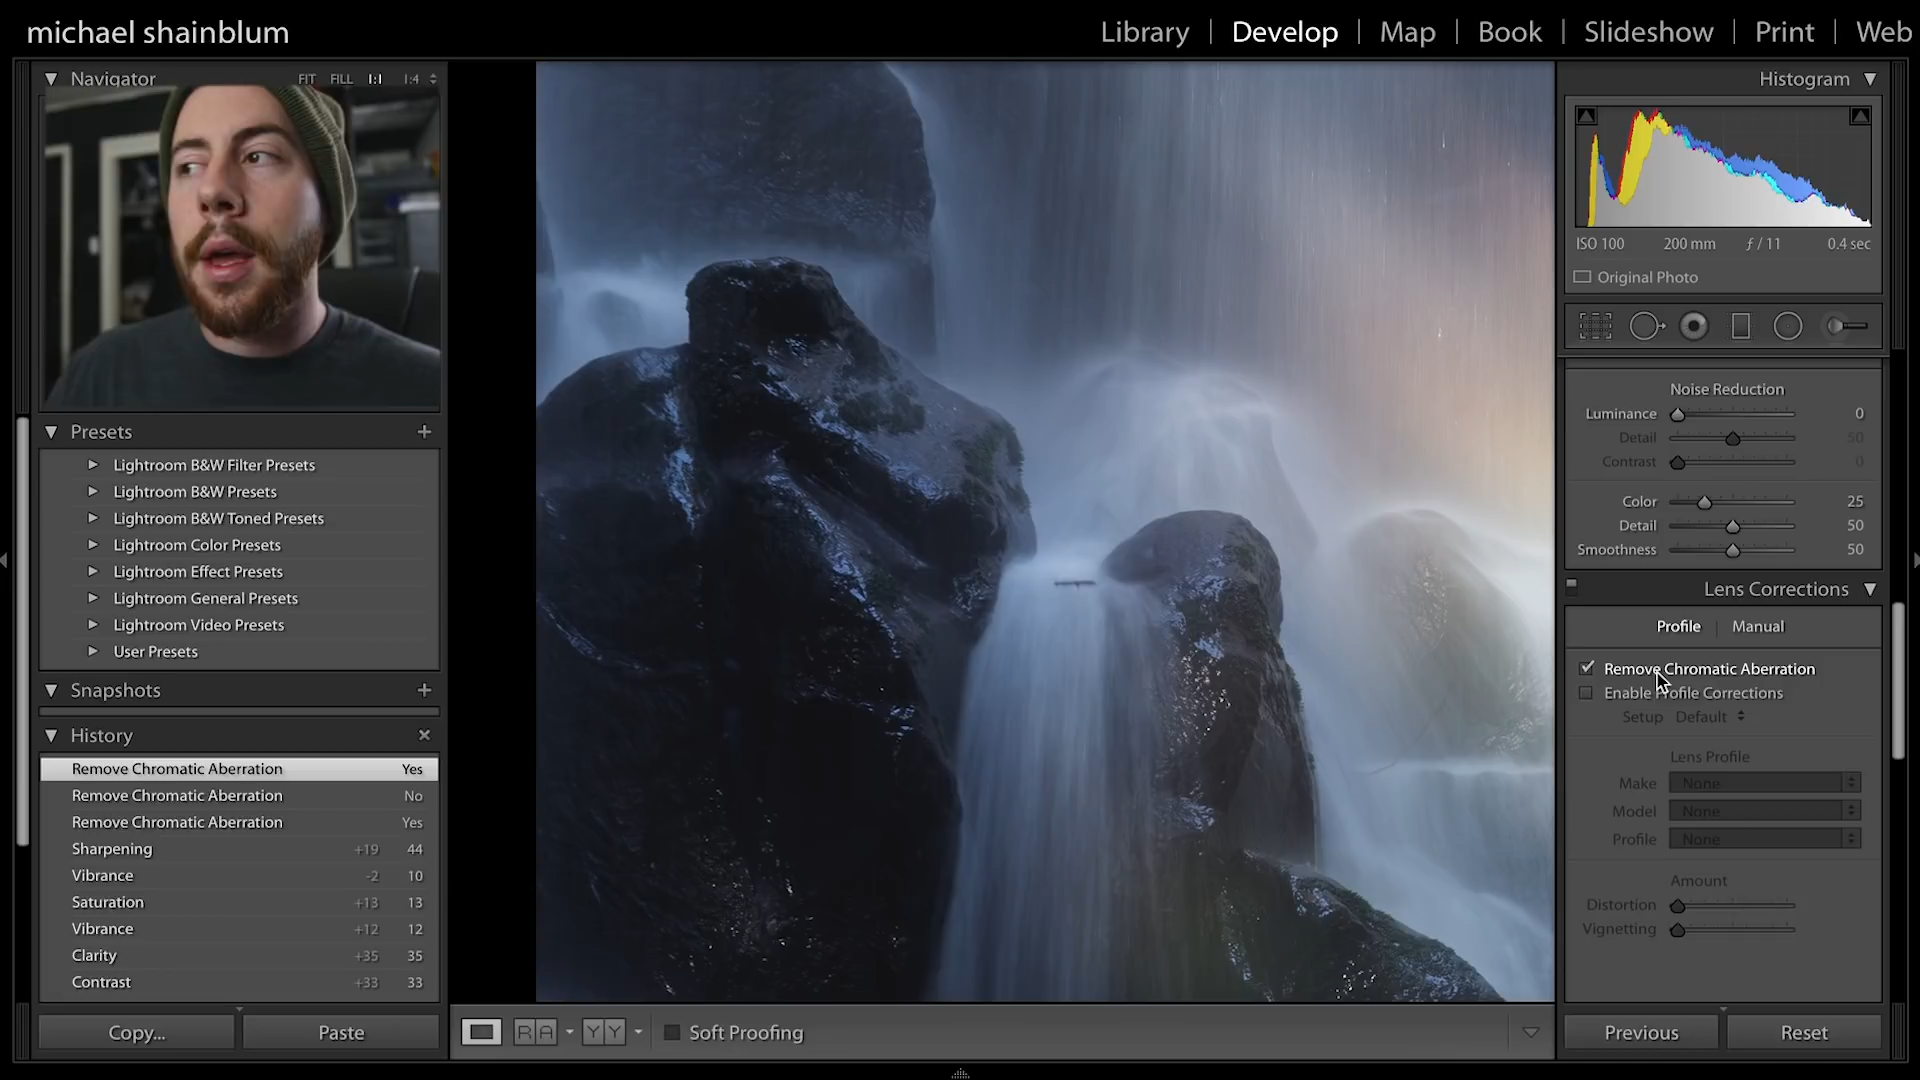 michael shainblum
Library | Develop | Map | Book | Slideshow | Print | Web
Navigator FIT FILL 1:1 1:4
Presets +
Lightroom B&W Filter Presets
Lightroom B&W Presets
Lightroom B&W Toned Presets
Lightroom Color Presets
Lightroom Effect Presets
Lightroom General Presets
Lightroom Video Presets
User Presets
Snapshots +
History ×
Remove Chromatic Aberration Yes
Remove Chromatic Aberration No
Remove Chromatic Aberration Yes
Sharpening +19 44
Vibrance -2 10
Saturation +13 13
Vibrance +12 12
Clarity +35 35
Contrast +33 33
Copy... Paste
R A Y Y Soft Proofing
Histogram
ISO 100 200 mm ƒ / 11 0.4 sec
Original Photo
Noise Reduction
Luminance 0
Detail 50
Contrast 0
Color 25
Detail 50
Smoothness 50
Lens Corrections
Profile | Manual
Remove Chromatic Aberration
Enable Profile Corrections
Setup Default
Lens Profile
Make None
Model None
Profile None
Amount
Distortion
Vignetting
Previous Reset